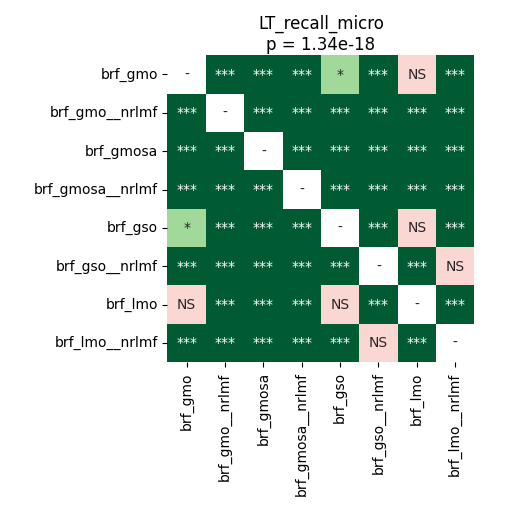 LT_recall_micro
p = 1.34e-18
brf_gmo - *** *** *** * *** NS ***
brf_gmo__nrlmf *** - *** *** *** *** *** ***
brf_gmosa *** *** - *** *** *** *** ***
brf_gmosa__nrlmf *** *** *** - *** *** *** ***
brf_gso * *** *** *** - *** NS ***
brf_gso__nrlmf *** *** *** *** *** - *** NS
brf_lmo NS *** *** *** NS *** - ***
brf_lmo__nrlmf *** *** *** *** *** NS *** -
brf_gmo
brf_gmo__nrlmf
brf_gmosa
brf_gmosa__nrlmf
brf_gso
brf_gso__nrlmf
brf_lmo
brf_lmo__nrlmf